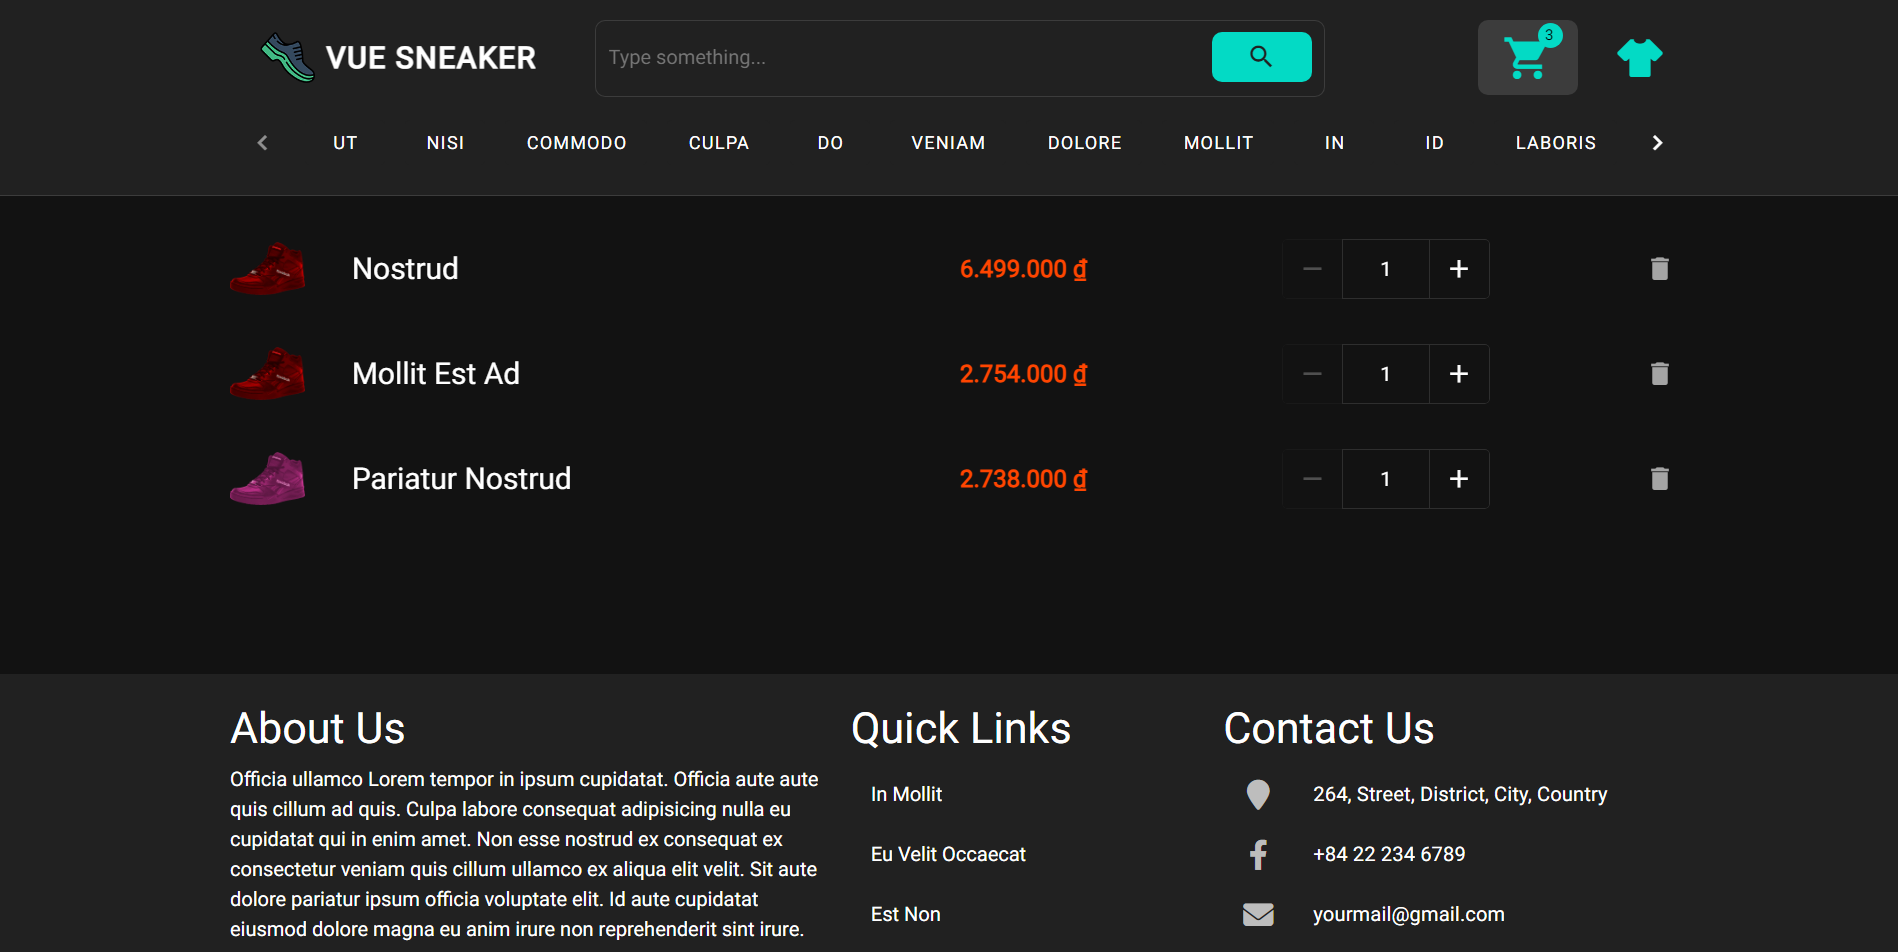 VUE SNEAKER
Type something...
3
UT NISI COMMODO CULPA DO VENIAM DOLORE MOLLIT IN ID LABORIS
Nostrud 6.499.000 ₫ 1
Mollit Est Ad 2.754.000 ₫ 1
Pariatur Nostrud 2.738.000 ₫ 1
About Us
Officia ullamco Lorem tempor in ipsum cupidatat. Officia aute aute
quis cillum ad quis. Culpa labore consequat adipisicing nulla eu
cupidatat qui in enim amet. Non esse nostrud ex consequat ex
consectetur veniam quis cillum ullamco ex aliqua elit velit. Sit aute
dolore pariatur ipsum officia voluptate elit. Id aute cupidatat
eiusmod dolore magna eu anim irure non reprehenderit sint irure.
Quick Links
In Mollit
Eu Velit Occaecat
Est Non
Contact Us
264, Street, District, City, Country
+84 22 234 6789
yourmail@gmail.com